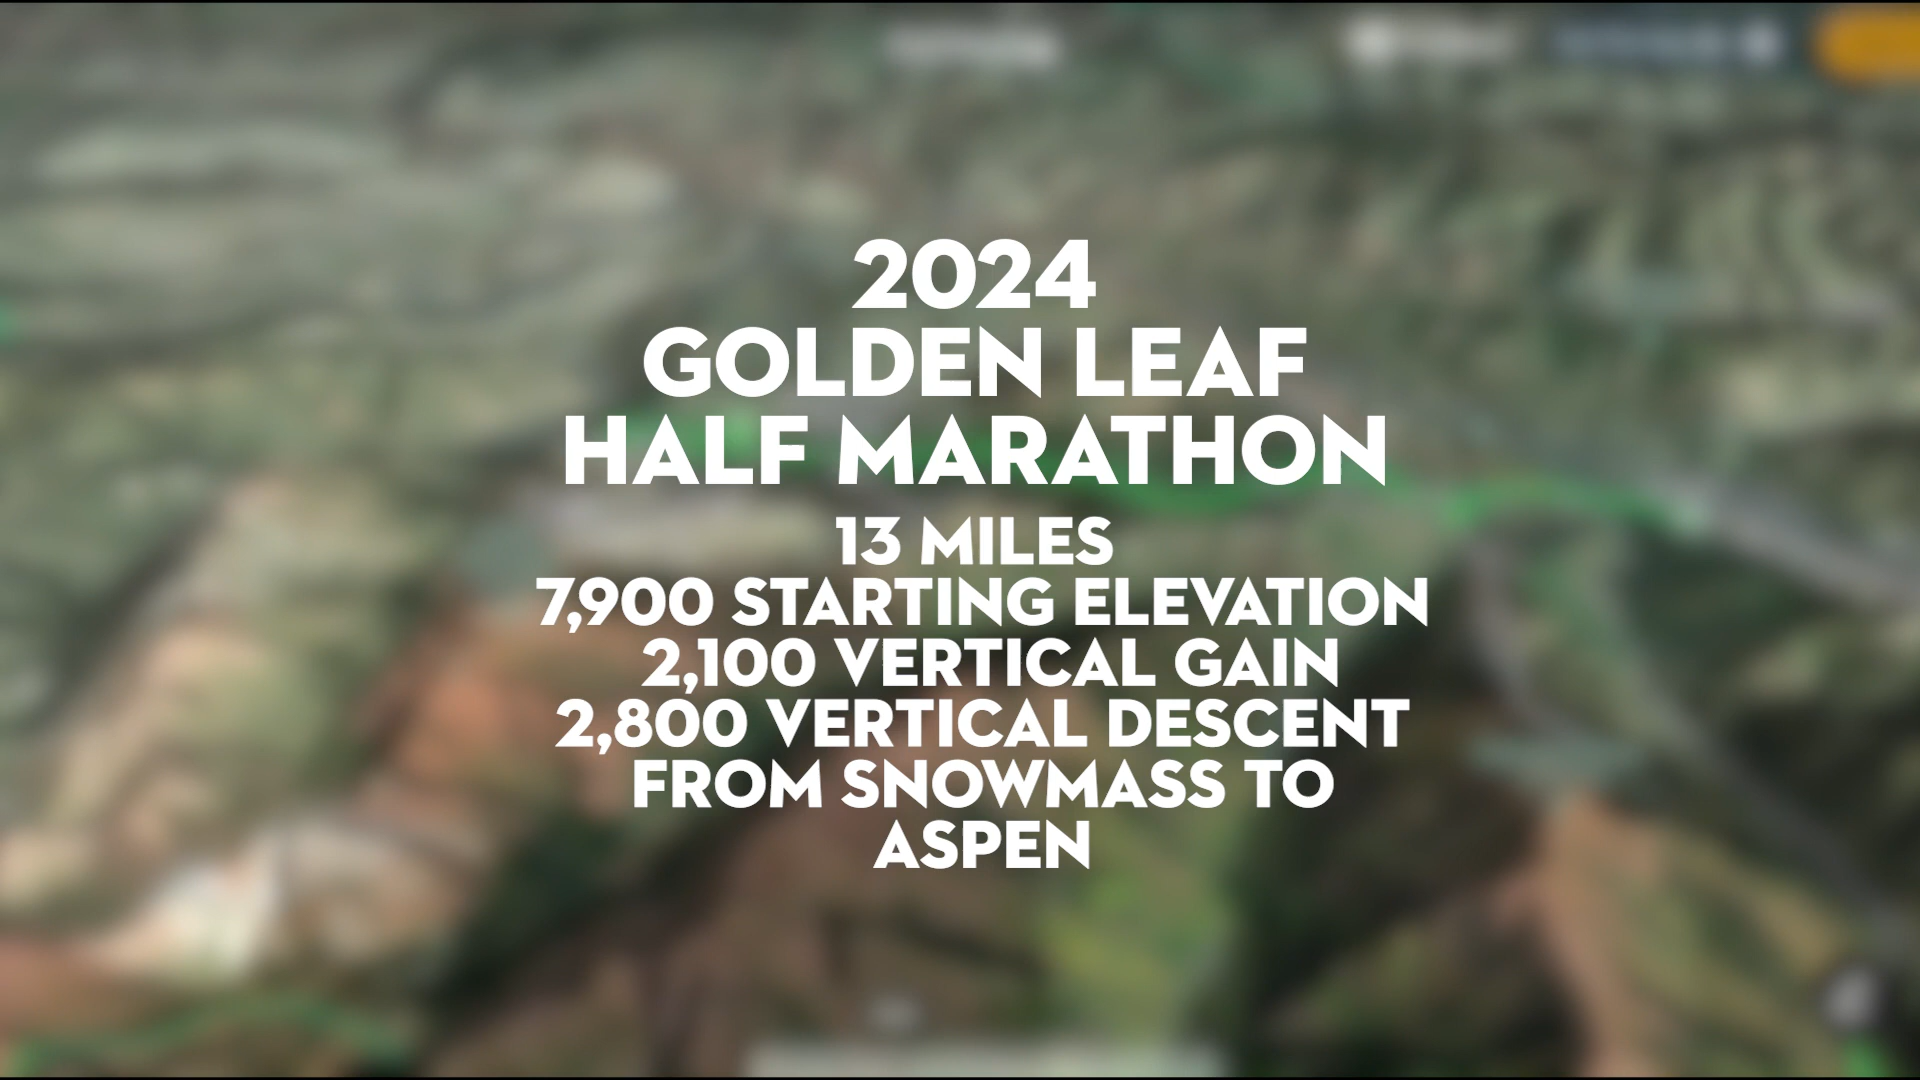 2024
GOLDEN LEAF
HALF MARATHON
13 MILES
7,900 STARTING ELEVATION
2,100 VERTICAL GAIN
2,800 VERTICAL DESCENT
FROM SNOWMASS TO
ASPEN